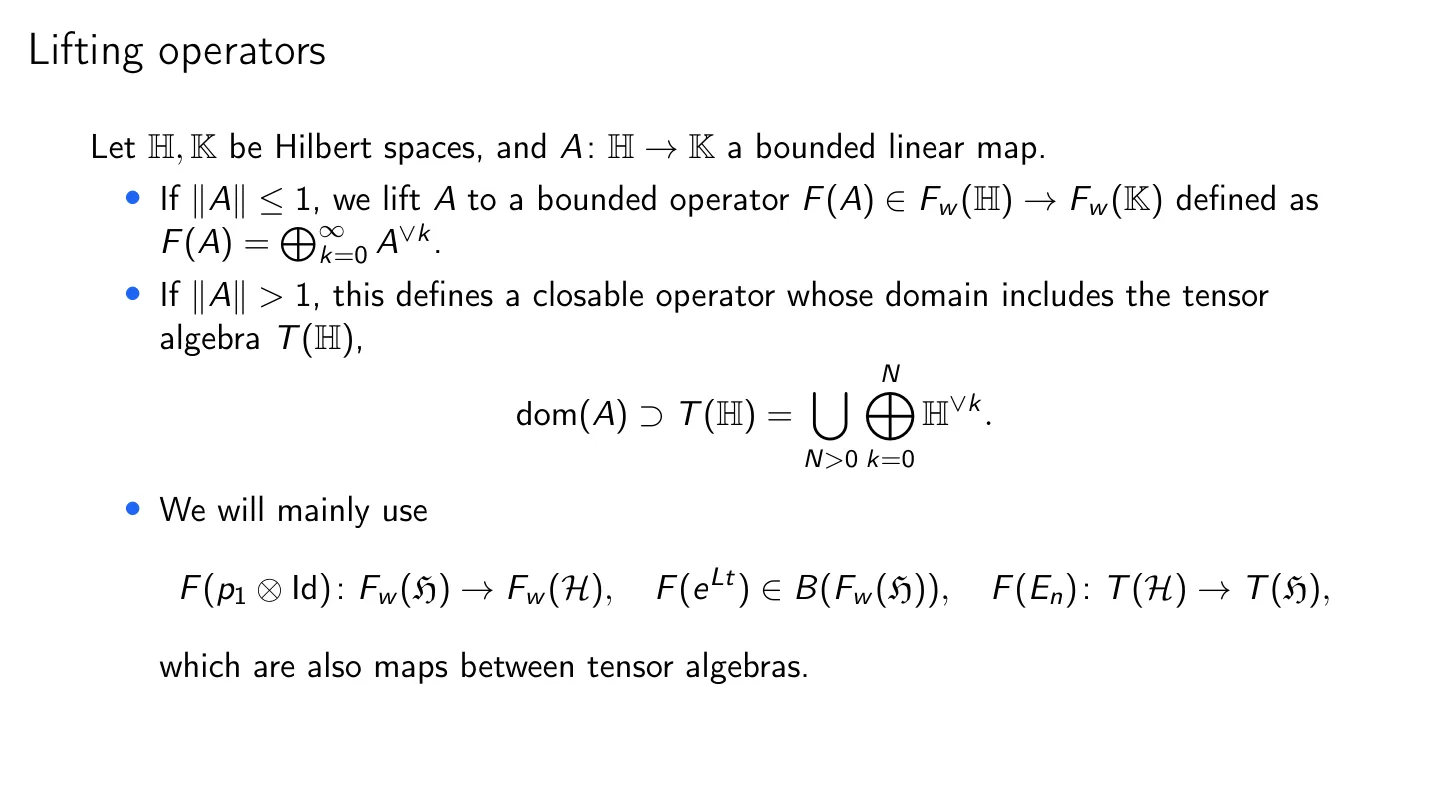 Lifting operators
Let ℍ, 𝕂 be Hilbert spaces, and A: ℍ → 𝕂 a bounded linear map.
• If ‖A‖ ≤ 1, we lift A to a bounded operator F(A) ∈ F_w(ℍ) → F_w(𝕂) defined as
F(A) = ⨁_{k=0}^{∞} A^{∨k}.
• If ‖A‖ > 1, this defines a closable operator whose domain includes the tensor
algebra T(ℍ),
dom(A) ⊃ T(ℍ) = ⋃_{N>0} ⨁_{k=0}^{N} ℍ^{∨k}.
• We will mainly use
F(p₁ ⊗ Id): F_w(ℌ) → F_w(ℋ), F(e^{Lt}) ∈ B(F_w(ℌ)), F(E_n): T(ℋ) → T(ℌ),
which are also maps between tensor algebras.